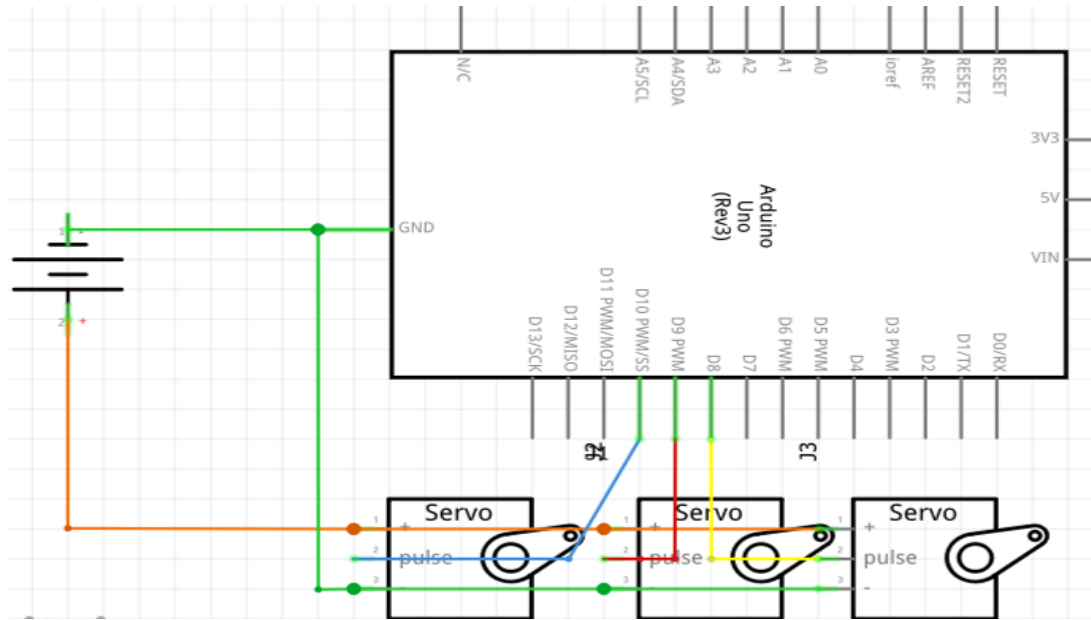 N/C
A5/SCL
A4/SDA
A3
A2
A1
A0
ioref
AREF
RESET2
RESET
3V3
5V
VIN
Arduino
Uno
(Rev3)
GND
1 -
2 +
D13/SCK
D12/MISO
D11 PWM/MOSI
D10 PWM/SS
D9 PWM
D8
D7
D6 PWM
D5 PWM
D4
D3 PWM
D2
D1/TX
D0/RX
J3
Servo
Servo
Servo
1 +
1 +
1 +
2 pulse
2 pulse
2 pulse
3 -
3 -
3 -